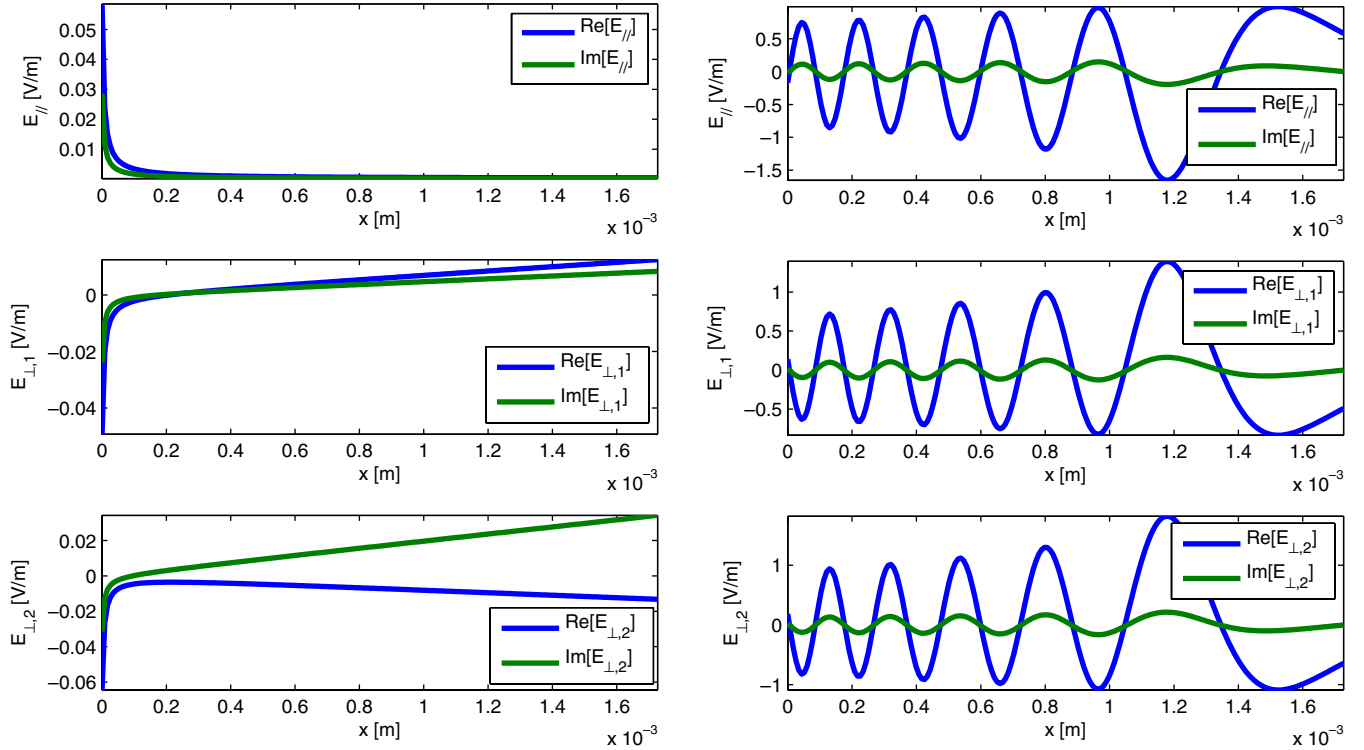 0.05
0.04
0.03
0.02
0.01
E// [V/m]
Re[E//]
Im[E//]
0 0.2 0.4 0.6 0.8 1 1.2 1.4 1.6
x [m]
x 10⁻³
0.5
0
−0.5
−1
−1.5
E// [V/m]
Re[E//]
Im[E//]
0 0.2 0.4 0.6 0.8 1 1.2 1.4 1.6
x [m]
x 10⁻³
0
−0.02
−0.04
E⊥,1 [V/m]
Re[E⊥,1]
Im[E⊥,1]
0 0.2 0.4 0.6 0.8 1 1.2 1.4 1.6
x [m]
x 10⁻³
1
0.5
0
−0.5
E⊥,1 [V/m]
Re[E⊥,1]
Im[E⊥,1]
0 0.2 0.4 0.6 0.8 1 1.2 1.4 1.6
x [m]
x 10⁻³
0.02
0
−0.02
−0.04
−0.06
E⊥,2 [V/m]
Re[E⊥,2]
Im[E⊥,2]
0 0.2 0.4 0.6 0.8 1 1.2 1.4 1.6
x [m]
x 10⁻³
1
0
−1
E⊥,2 [V/m]
Re[E⊥,2]
Im[E⊥,2]
0 0.2 0.4 0.6 0.8 1 1.2 1.4 1.6
x [m]
x 10⁻³